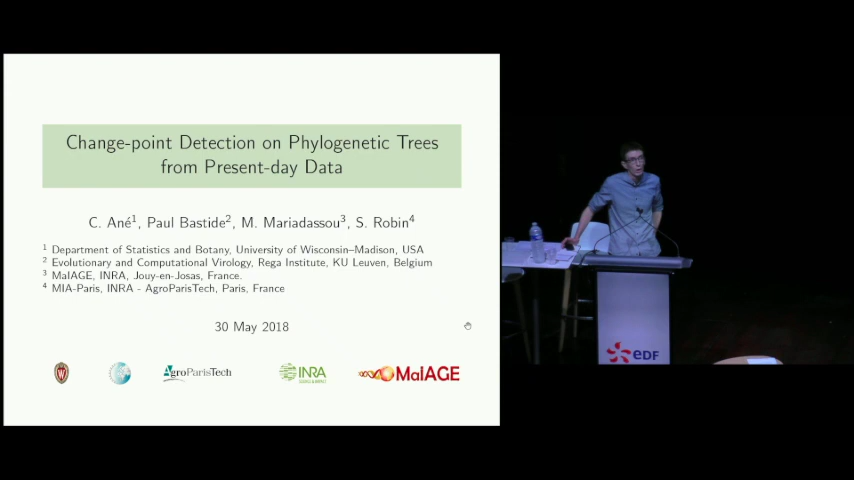 Change-point Detection on Phylogenetic Trees
from Present-day Data
C. Ané1, Paul Bastide2, M. Mariadassou3, S. Robin4
1 Department of Statistics and Botany, University of Wisconsin–Madison, USA
2 Evolutionary and Computational Virology, Rega Institute, KU Leuven, Belgium
3 MaIAGE, INRA, Jouy-en-Josas, France.
4 MIA-Paris, INRA - AgroParisTech, Paris, France
30 May 2018
AgroParisTech
INRA
SCIENCE & IMPACT
MaIAGE
eDF